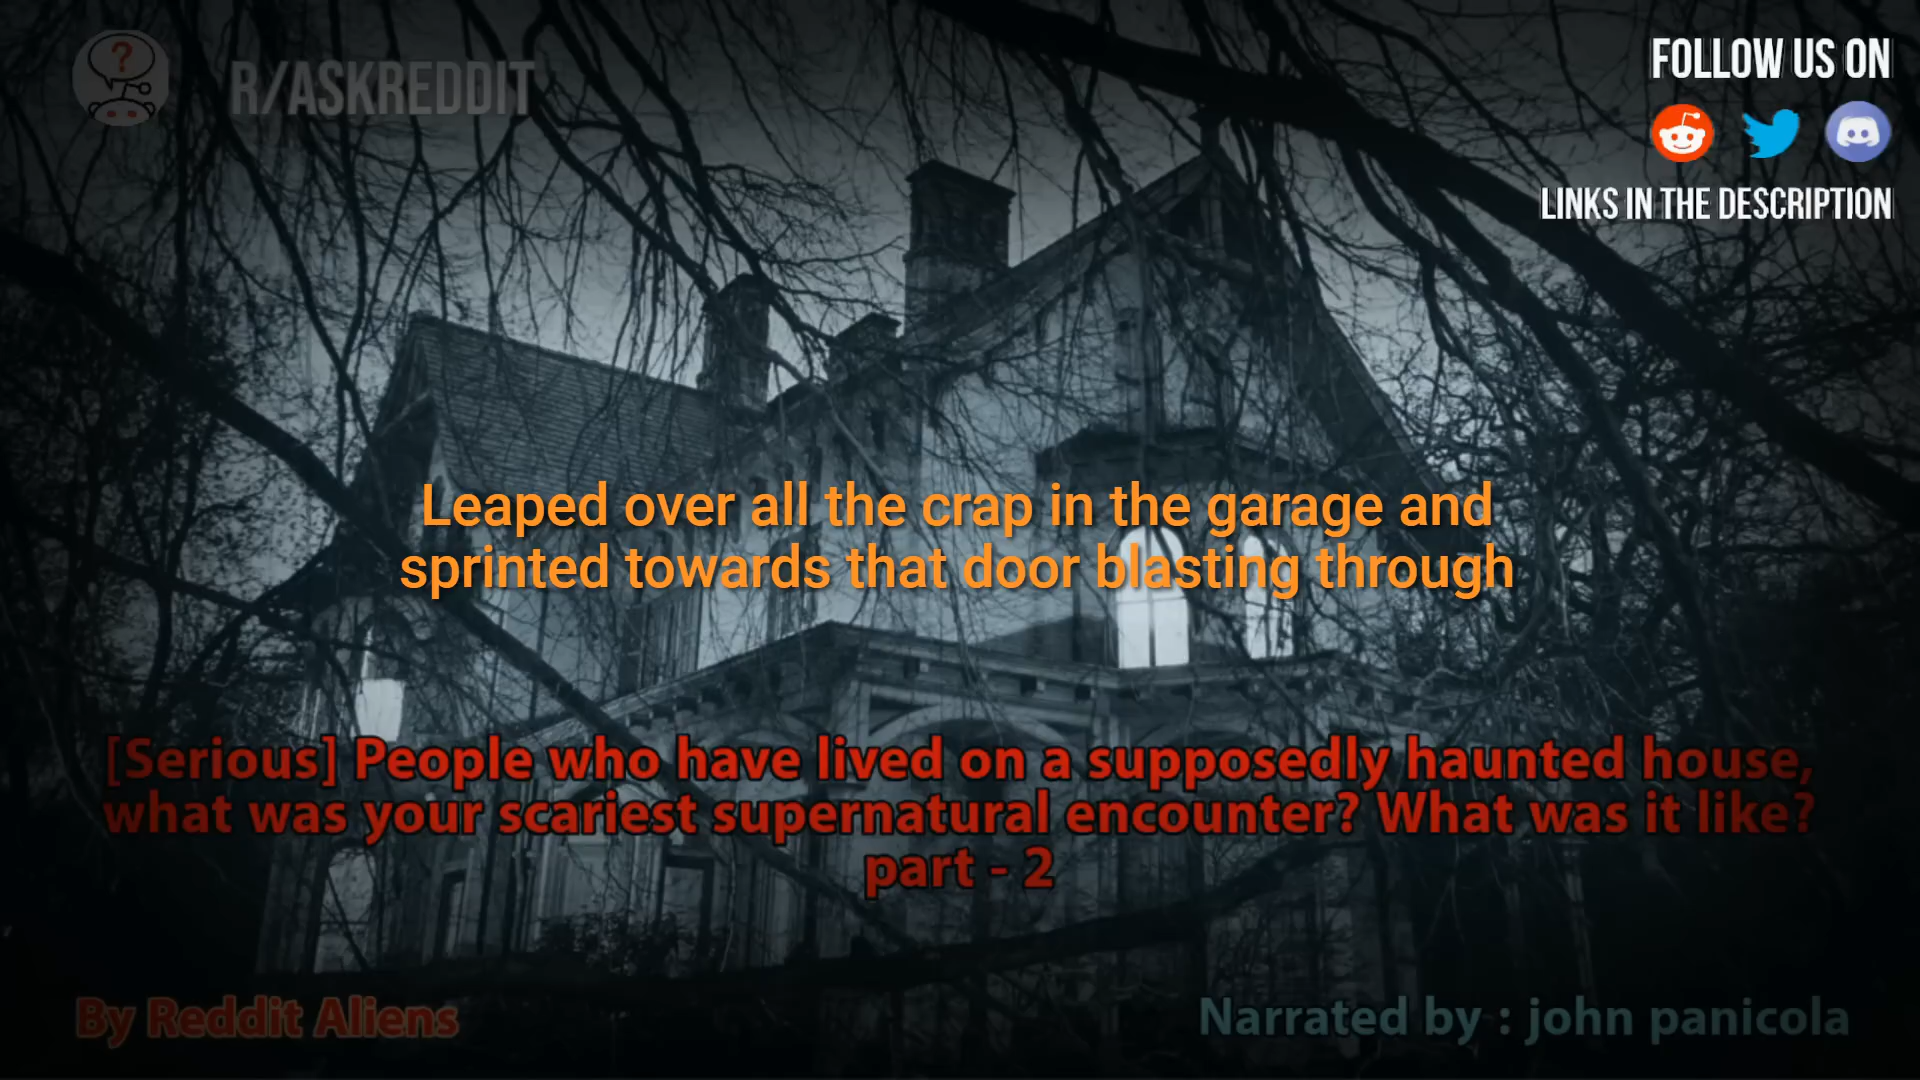 ?
R/ASKREDDIT
FOLLOW US ON
LINKS IN THE DESCRIPTION
Leaped over all the crap in the garage and
sprinted towards that door blasting through
[Serious] People who have lived on a supposedly haunted house,
what was your scariest supernatural encounter? What was it like?
part - 2
By Reddit Aliens
Narrated by : john panicola